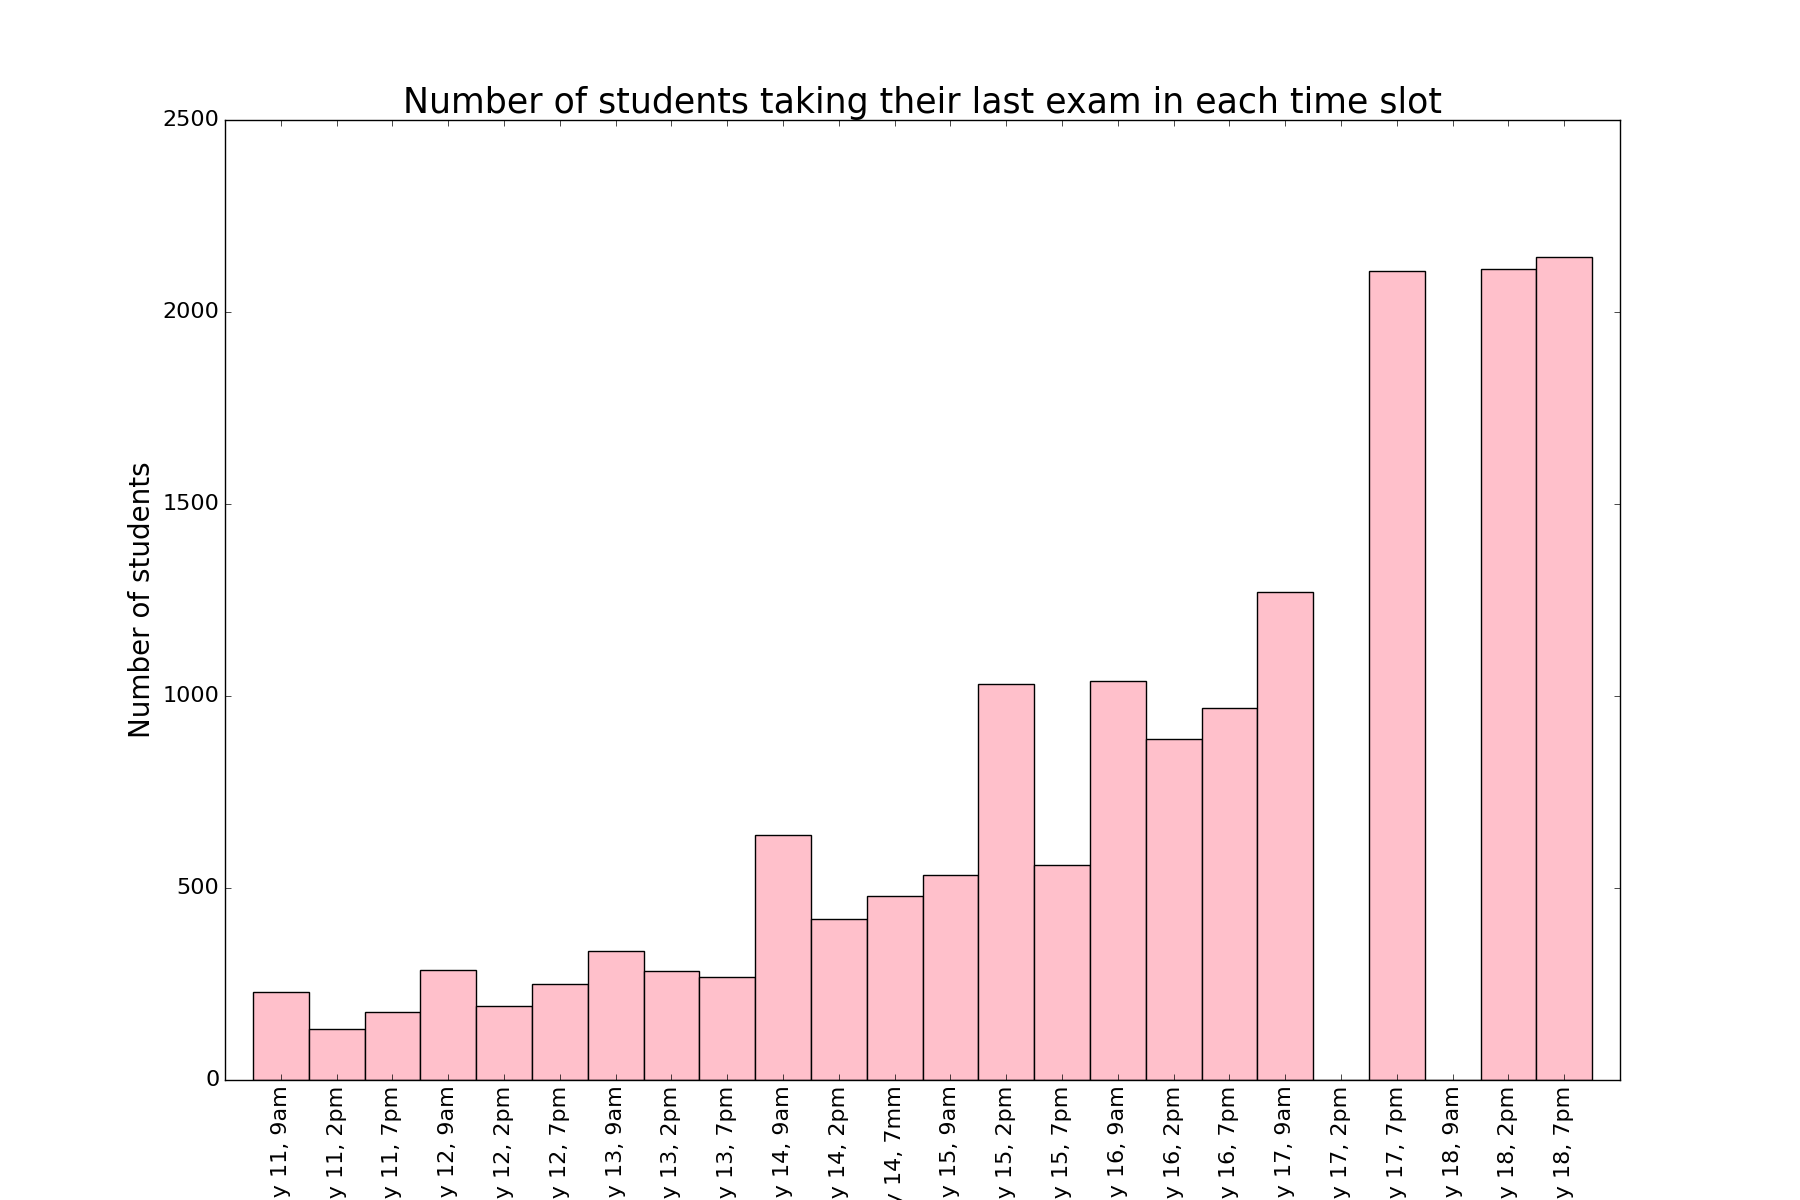 Number of students taking their last exam in each time slot
Number of students
2500
2000
1500
1000
500
0
y 11, 9am
y 11, 2pm
y 11, 7pm
y 12, 9am
y 12, 2pm
y 12, 7pm
y 13, 9am
y 13, 2pm
y 13, 7pm
y 14, 9am
y 14, 2pm
y 14, 7mm
y 15, 9am
y 15, 2pm
y 15, 7pm
y 16, 9am
y 16, 2pm
y 16, 7pm
y 17, 9am
y 17, 2pm
y 17, 7pm
y 18, 9am
y 18, 2pm
y 18, 7pm